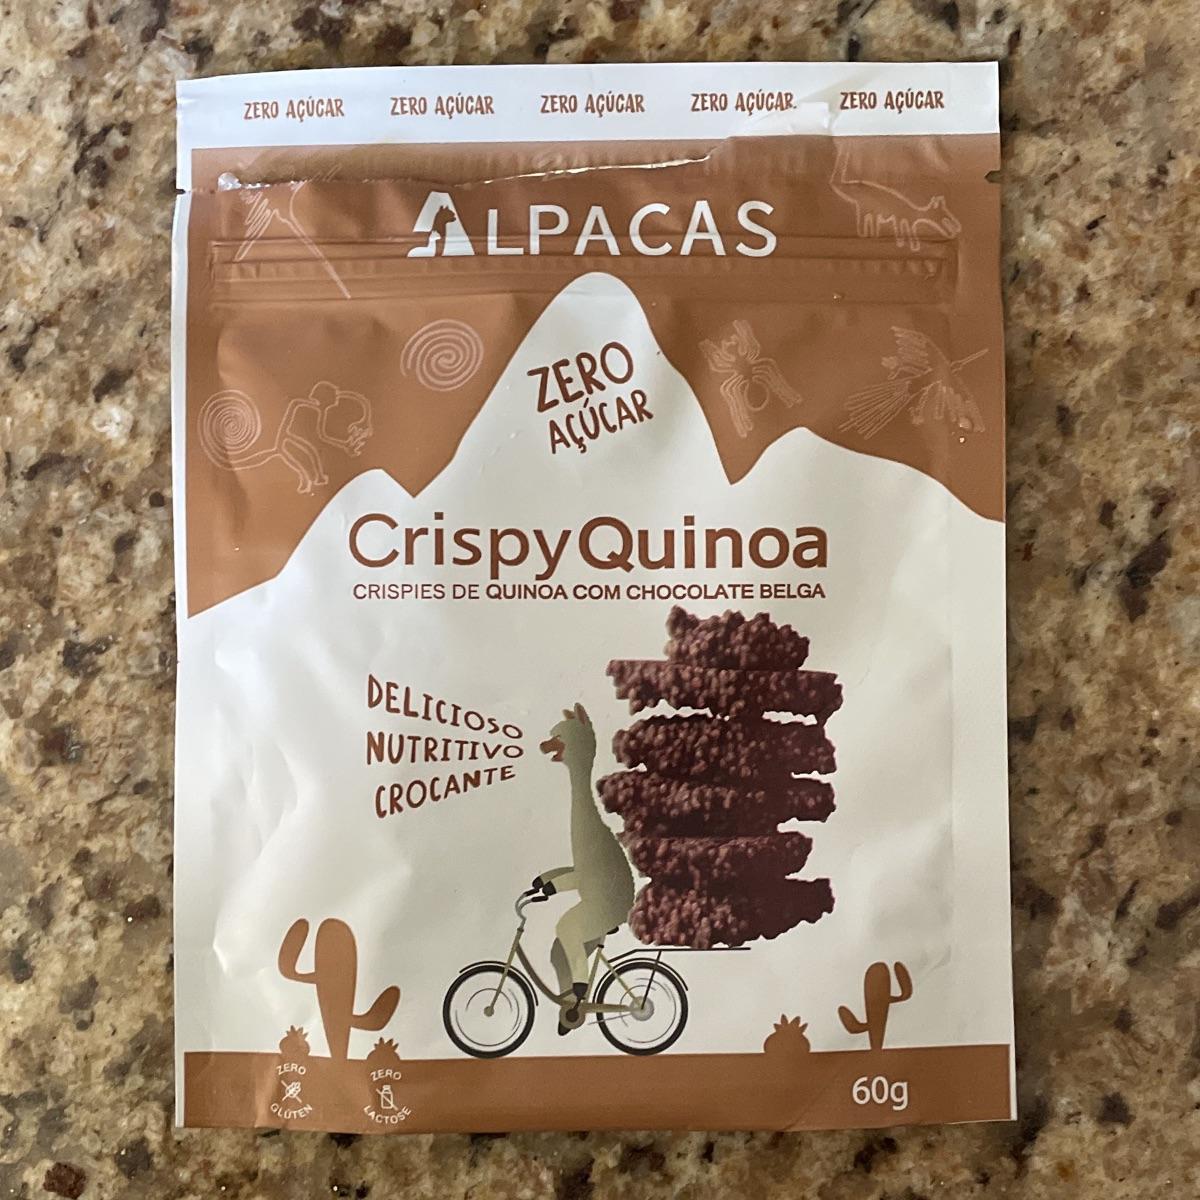 ZERO AÇÚCAR ZERO AÇÚCAR ZERO AÇÚCAR ZERO AÇÚCAR ZERO AÇÚCAR
ALPACAS
ZERO
AÇÚCAR
CrispyQuinoa
CRISPIES DE QUINOA COM CHOCOLATE BELGA
DELICIOSO
NUTRITIVO
CROCANTE
ZERO
GLÚTEN
ZERO
LACTOSE
60g